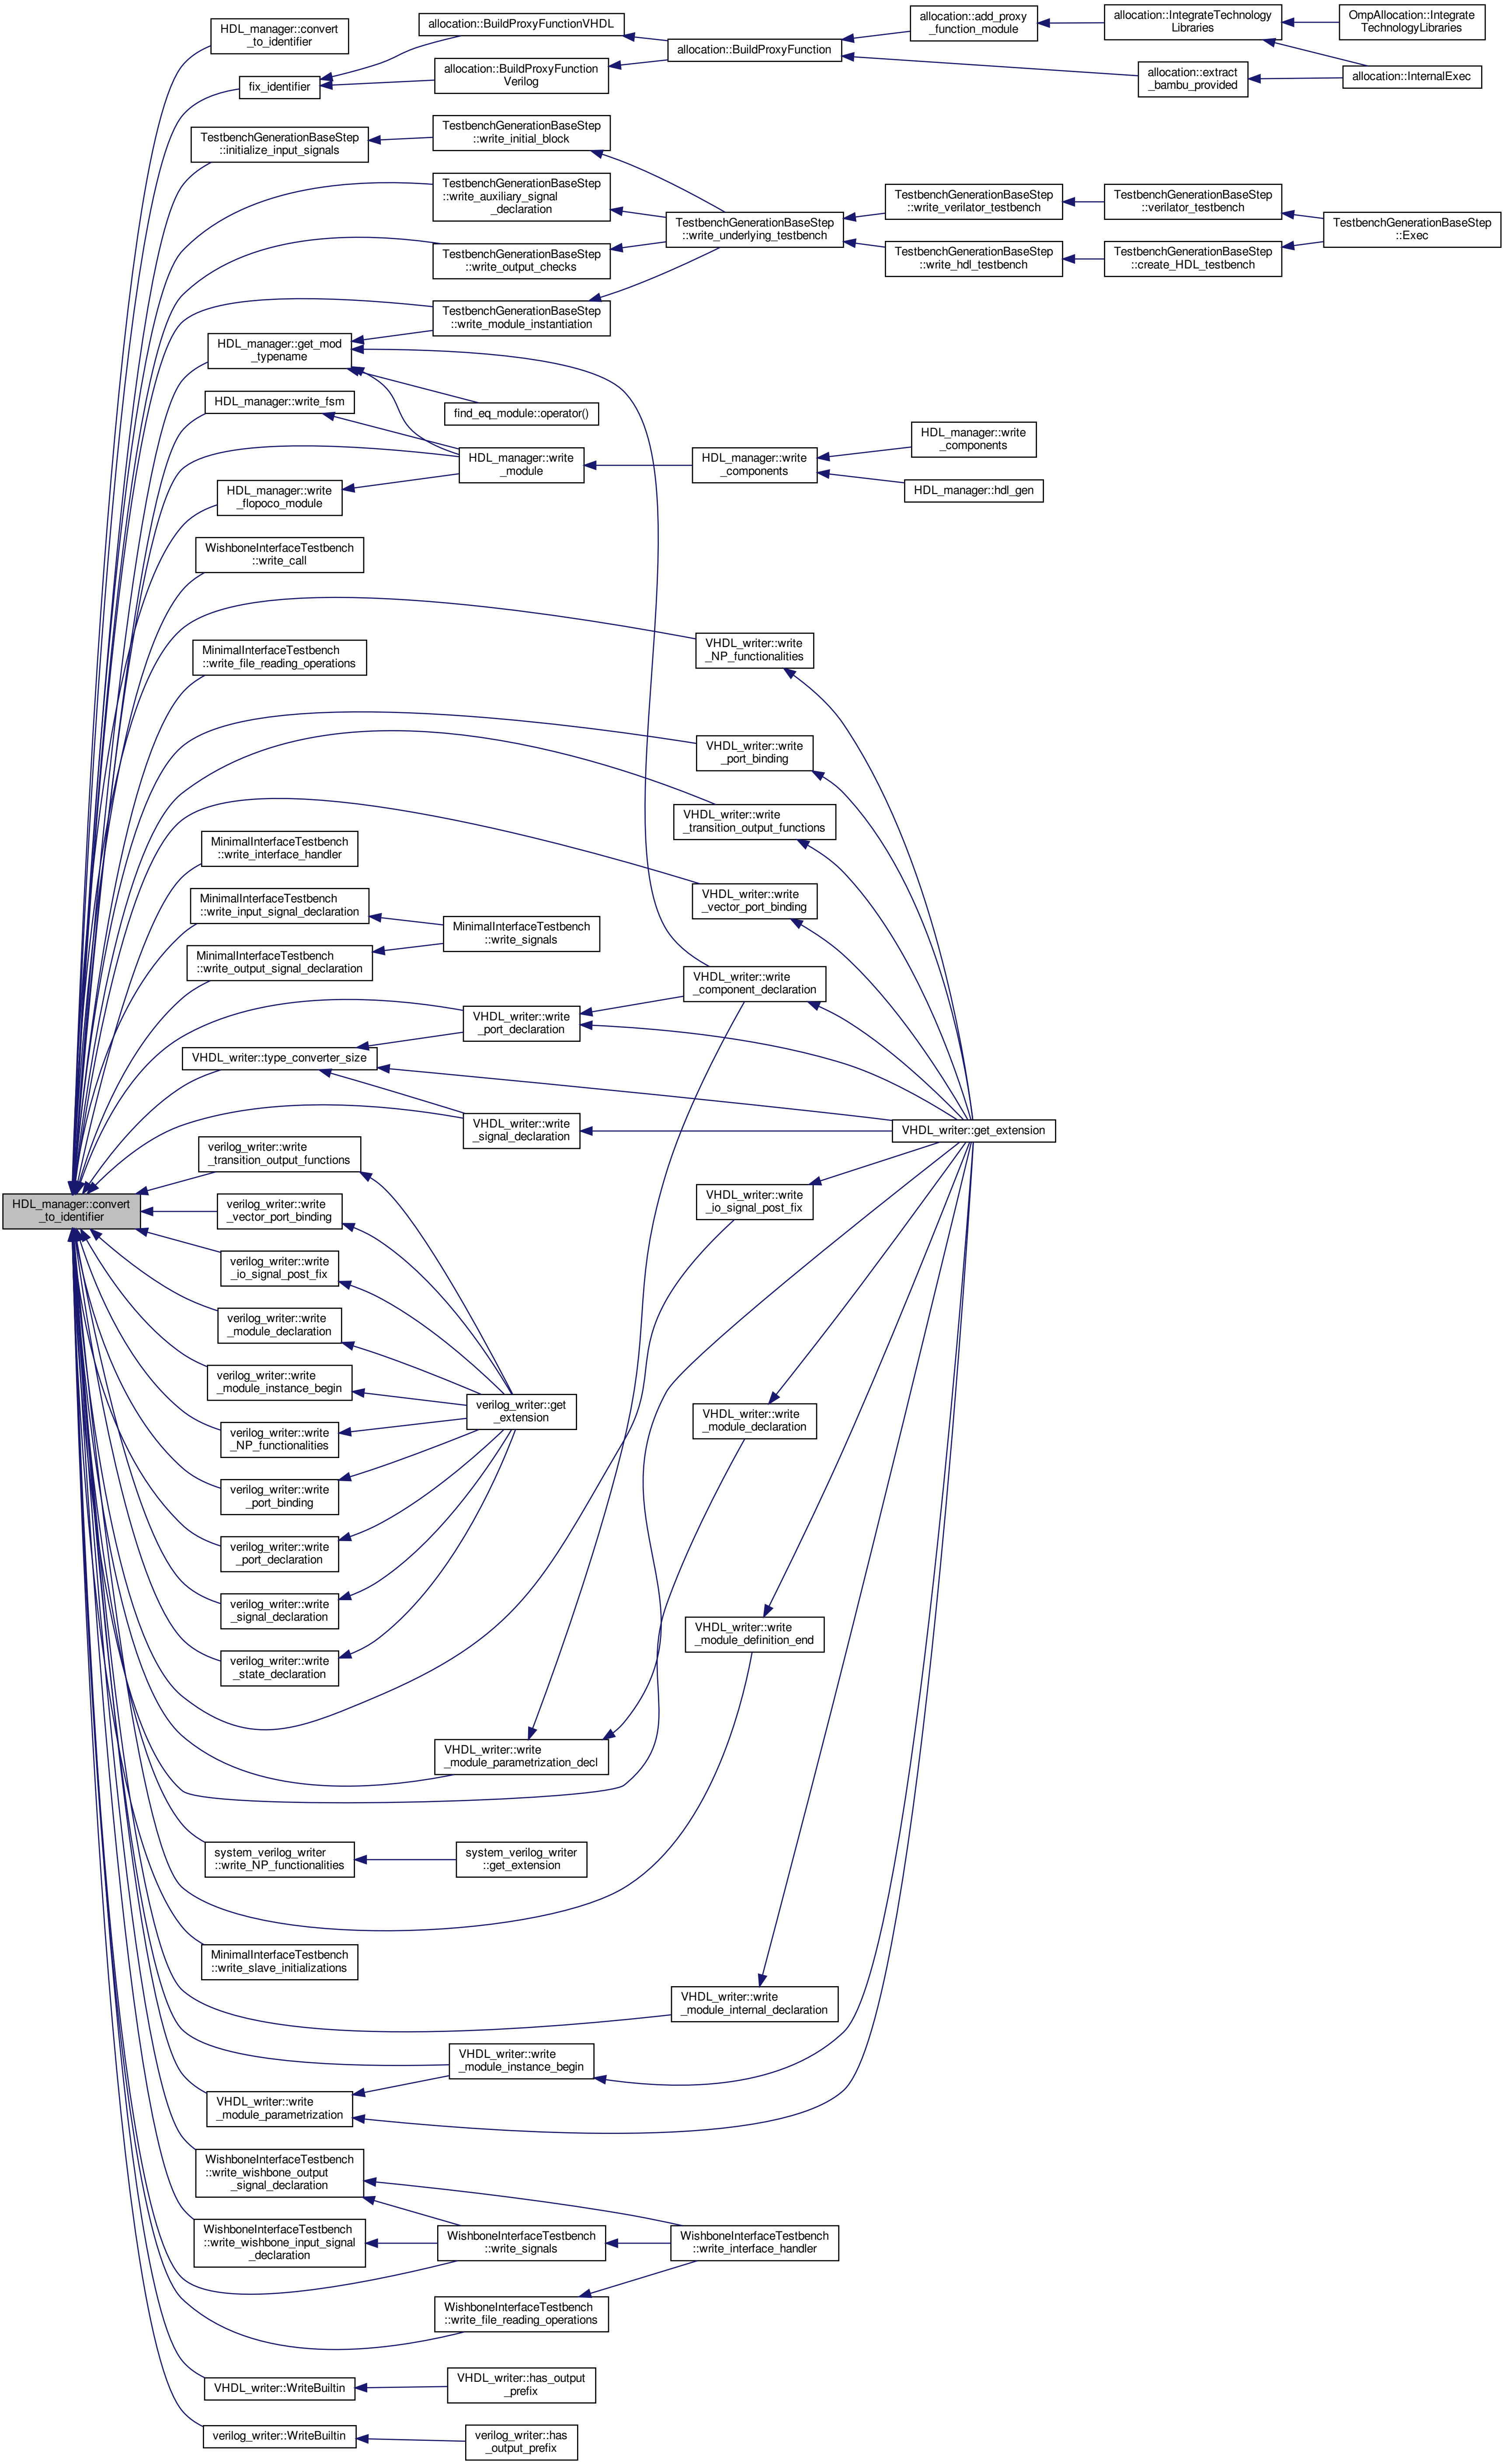 HDL_manager::convert
_to_identifier
fix_identifier
allocation::BuildProxyFunctionVHDL
allocation::BuildProxyFunction
Verilog
allocation::BuildProxyFunction
allocation::add_proxy
_function_module
allocation::IntegrateTechnology
Libraries
OmpAllocation::Integrate
TechnologyLibraries
allocation::extract
_bambu_provided
allocation::InternalExec
TestbenchGenerationBaseStep
::initialize_input_signals
TestbenchGenerationBaseStep
::write_initial_block
TestbenchGenerationBaseStep
::write_auxiliary_signal
_declaration
TestbenchGenerationBaseStep
::write_output_checks
TestbenchGenerationBaseStep
::write_module_instantiation
TestbenchGenerationBaseStep
::write_underlying_testbench
TestbenchGenerationBaseStep
::write_verilator_testbench
TestbenchGenerationBaseStep
::verilator_testbench
TestbenchGenerationBaseStep
::write_hdl_testbench
TestbenchGenerationBaseStep
::create_HDL_testbench
TestbenchGenerationBaseStep
::Exec
HDL_manager::get_mod
_typename
HDL_manager::write_fsm
find_eq_module::operator()
HDL_manager::write
_module
HDL_manager::write
_components
HDL_manager::write
_components
HDL_manager::hdl_gen
HDL_manager::write
_flopoco_module
WishboneInterfaceTestbench
::write_call
MinimalInterfaceTestbench
::write_file_reading_operations
VHDL_writer::write
_NP_functionalities
VHDL_writer::write
_port_binding
VHDL_writer::write
_transition_output_functions
MinimalInterfaceTestbench
::write_interface_handler
VHDL_writer::write
_vector_port_binding
MinimalInterfaceTestbench
::write_input_signal_declaration
MinimalInterfaceTestbench
::write_signals
MinimalInterfaceTestbench
::write_output_signal_declaration
VHDL_writer::write
_component_declaration
VHDL_writer::write
_port_declaration
VHDL_writer::type_converter_size
VHDL_writer::write
_signal_declaration
VHDL_writer::get_extension
verilog_writer::write
_transition_output_functions
HDL_manager::convert
_to_identifier
verilog_writer::write
_vector_port_binding
VHDL_writer::write
_io_signal_post_fix
verilog_writer::write
_io_signal_post_fix
verilog_writer::write
_module_declaration
verilog_writer::write
_module_instance_begin
verilog_writer::get
_extension
VHDL_writer::write
_module_declaration
verilog_writer::write
_NP_functionalities
verilog_writer::write
_port_binding
verilog_writer::write
_port_declaration
verilog_writer::write
_signal_declaration
VHDL_writer::write
_module_definition_end
verilog_writer::write
_state_declaration
VHDL_writer::write
_module_parametrization_decl
system_verilog_writer
::write_NP_functionalities
system_verilog_writer
::get_extension
MinimalInterfaceTestbench
::write_slave_initializations
VHDL_writer::write
_module_internal_declaration
VHDL_writer::write
_module_instance_begin
VHDL_writer::write
_module_parametrization
WishboneInterfaceTestbench
::write_wishbone_output
_signal_declaration
WishboneInterfaceTestbench
::write_wishbone_input_signal
_declaration
WishboneInterfaceTestbench
::write_signals
WishboneInterfaceTestbench
::write_interface_handler
WishboneInterfaceTestbench
::write_file_reading_operations
VHDL_writer::WriteBuiltin
VHDL_writer::has_output
_prefix
verilog_writer::WriteBuiltin
verilog_writer::has
_output_prefix